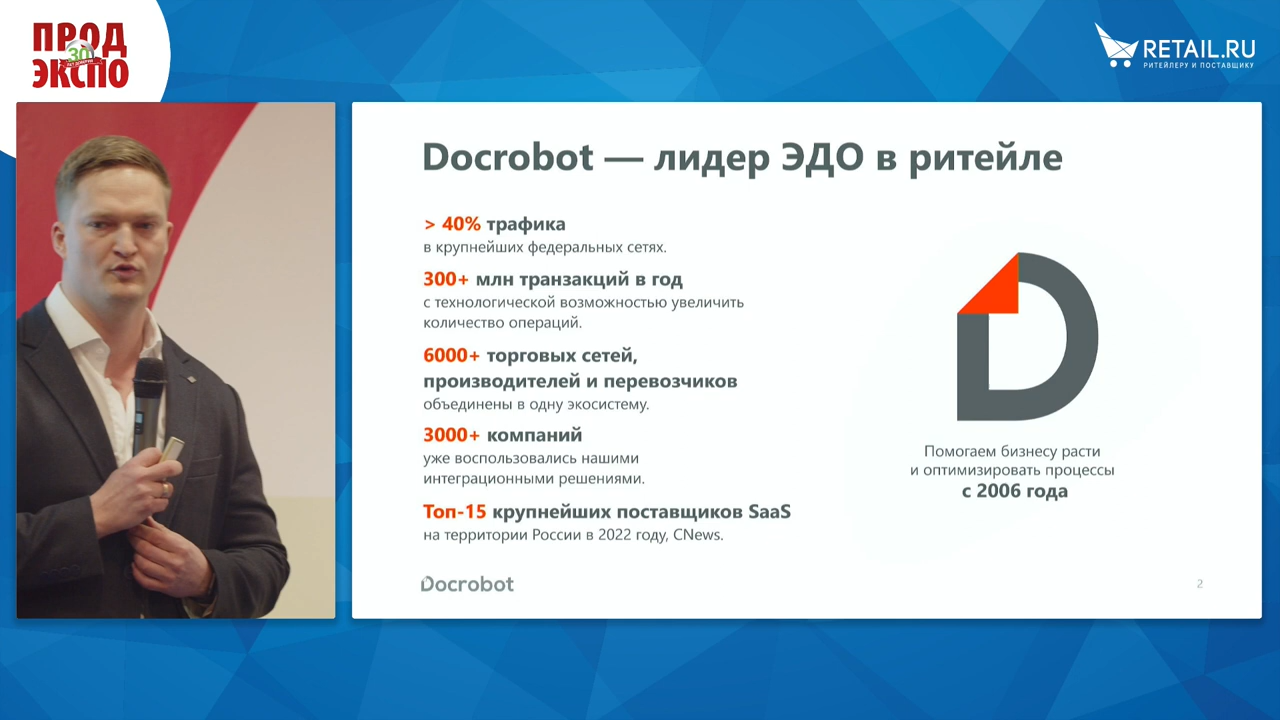 ПРОД
30
ЭКСПО
RETAIL.RU
РИТЕЙЛЕРУ И ПОСТАВЩИКУ
Docrobot — лидер ЭДО в ритейле
> 40% трафика
в крупнейших федеральных сетях.
300+ млн транзакций в год
с технологической возможностью увеличить
количество операций.
6000+ торговых сетей,
производителей и перевозчиков
объединены в одну экосистему.
3000+ компаний
уже воспользовались нашими
интеграционными решениями.
Топ-15 крупнейших поставщиков SaaS
на территории России в 2022 году, CNews.
Помогаем бизнесу расти
и оптимизировать процессы
с 2006 года
Docrobot
2